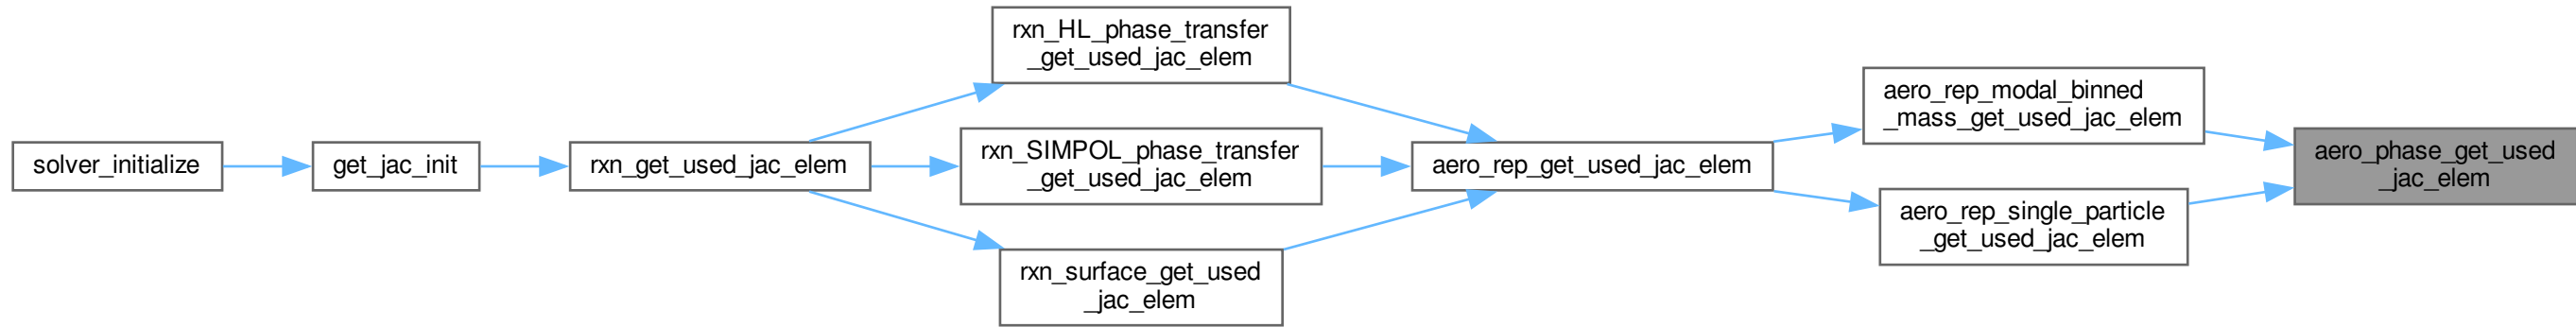 solver_initialize
get_jac_init
rxn_get_used_jac_elem
rxn_HL_phase_transfer
_get_used_jac_elem
rxn_SIMPOL_phase_transfer
_get_used_jac_elem
rxn_surface_get_used
_jac_elem
aero_rep_get_used_jac_elem
aero_rep_modal_binned
_mass_get_used_jac_elem
aero_rep_single_particle
_get_used_jac_elem
aero_phase_get_used
_jac_elem